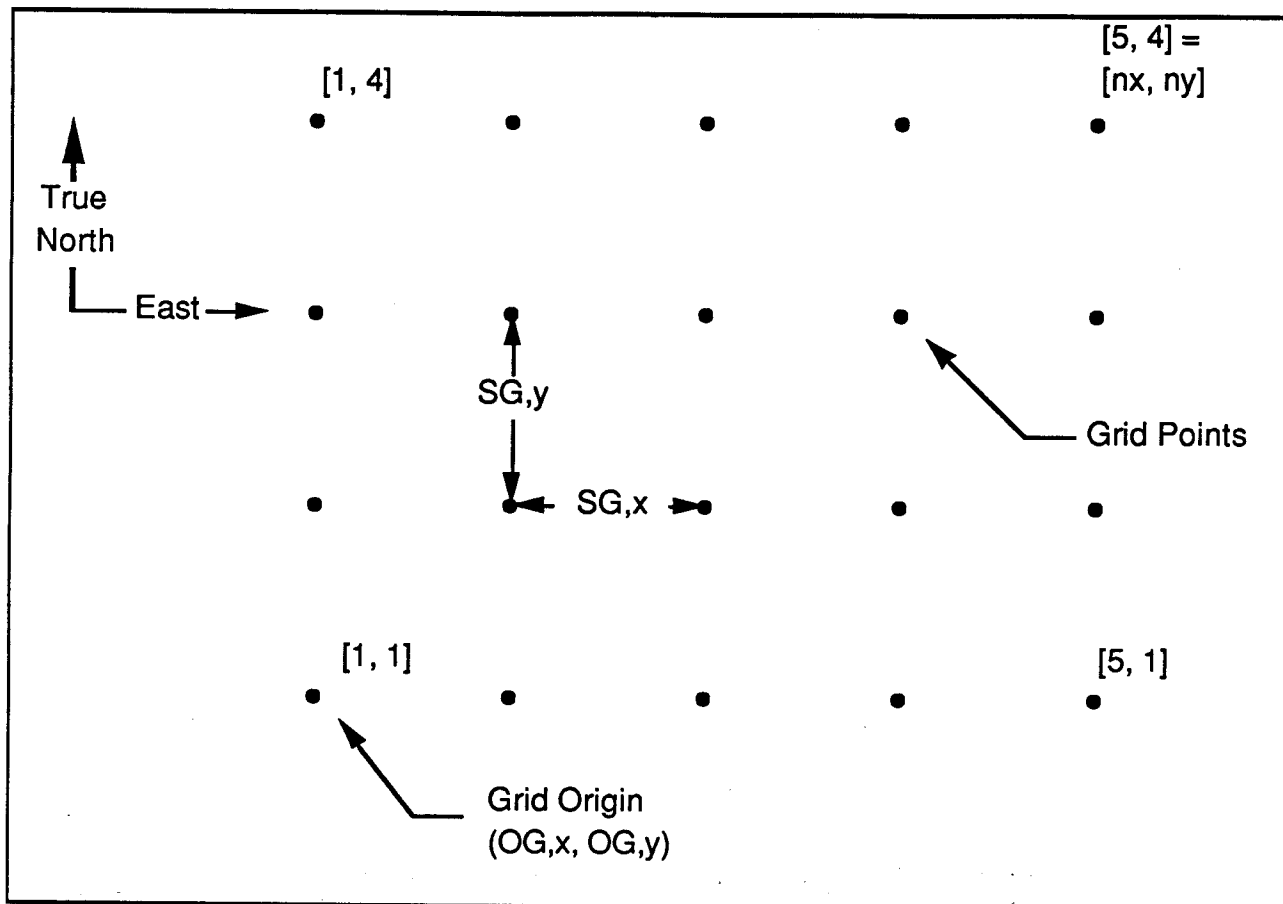 [5, 4] =
[nx, ny]
[1, 4]
True
North
East
SG,y
Grid Points
SG,x
[1, 1]
[5, 1]
Grid Origin
(OG,x, OG,y)